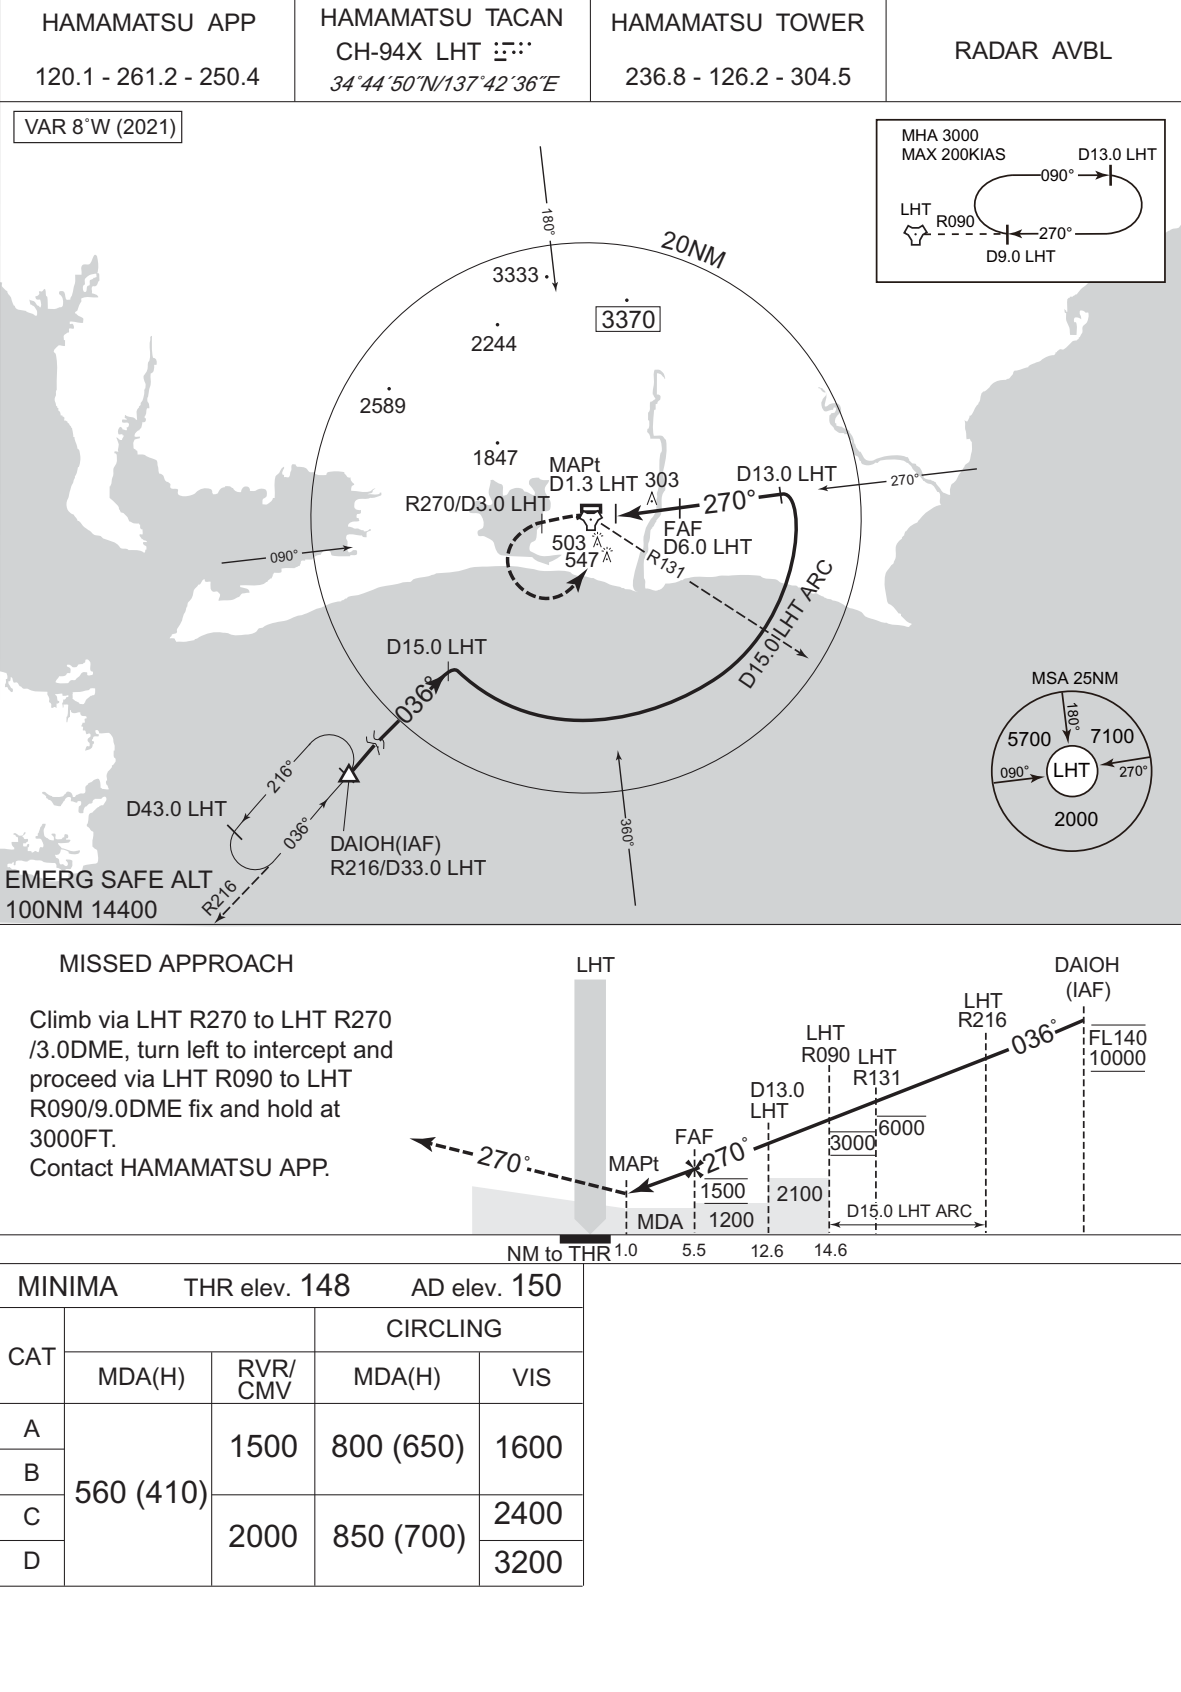 HAMAMATSU APP
120.1 - 261.2 - 250.4
HAMAMATSU TACAN
CH-94X LHT
34°44′50″N/137°42′36″E
HAMAMATSU TOWER
236.8 - 126.2 - 304.5
RADAR AVBL
VAR 8°W (2021)
MHA 3000
MAX 200KIAS
D13.0 LHT
090°
LHT
R090
270°
D9.0 LHT
180°
20NM
3333
3370
2244
2589
1847
MAPt
D1.3 LHT
303
D13.0 LHT
270°
R270/D3.0 LHT
270°
FAF
D6.0 LHT
503
547
R131
090°
D15.0 LHT ARC
D15.0 LHT
036°
MSA 25NM
180°
5700
7100
090°
LHT
270°
2000
216°
D43.0 LHT
036°
DAIOH(IAF)
R216/D33.0 LHT
360°
EMERG SAFE ALT
100NM 14400
R216
MISSED APPROACH
Climb via LHT R270 to LHT R270
/3.0DME, turn left to intercept and
proceed via LHT R090 to LHT
R090/9.0DME fix and hold at
3000FT.
Contact HAMAMATSU APP.
LHT
DAIOH
(IAF)
LHT
R216
036°
FL140
10000
LHT
R090
LHT
R131
D13.0
LHT
6000
3000
FAF
270°
270°
MAPt
1500
2100
MDA
1200
D15.0 LHT ARC
NM to THR
1.0
5.5
12.6
14.6
MINIMA
THR elev. 148
AD elev. 150
CAT
CIRCLING
MDA(H)
RVR/
CMV
MDA(H)
VIS
A
B
C
D
560 (410)
1500
2000
800 (650)
850 (700)
1600
2400
3200